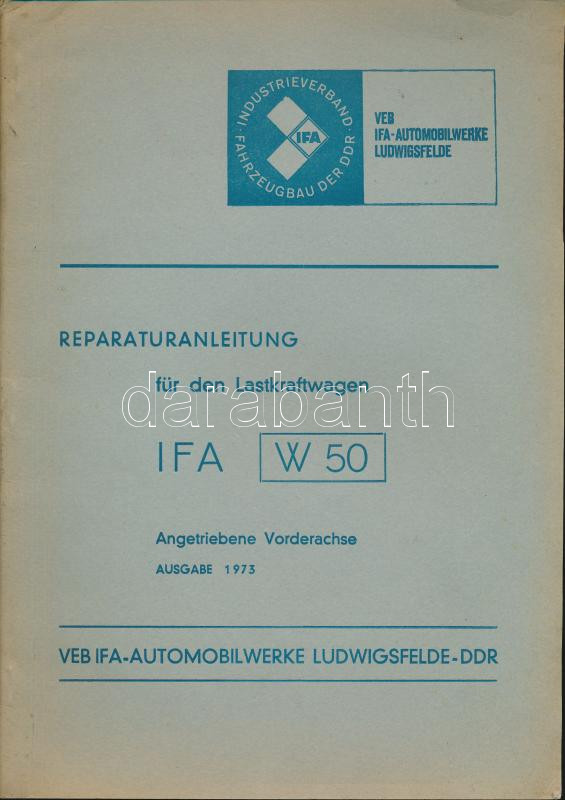 INDUSTRIEVERBAND · FAHRZEUGBAU DER DDR ·
IFA
VEB
IFA-AUTOMOBILWERKE
LUDWIGSFELDE
REPARATURANLEITUNG
für den Lastkraftwagen
darabanth
IFA W 50
Angetriebene Vorderachse
AUSGABE 1973
VEB IFA-AUTOMOBILWERKE LUDWIGSFELDE-DDR